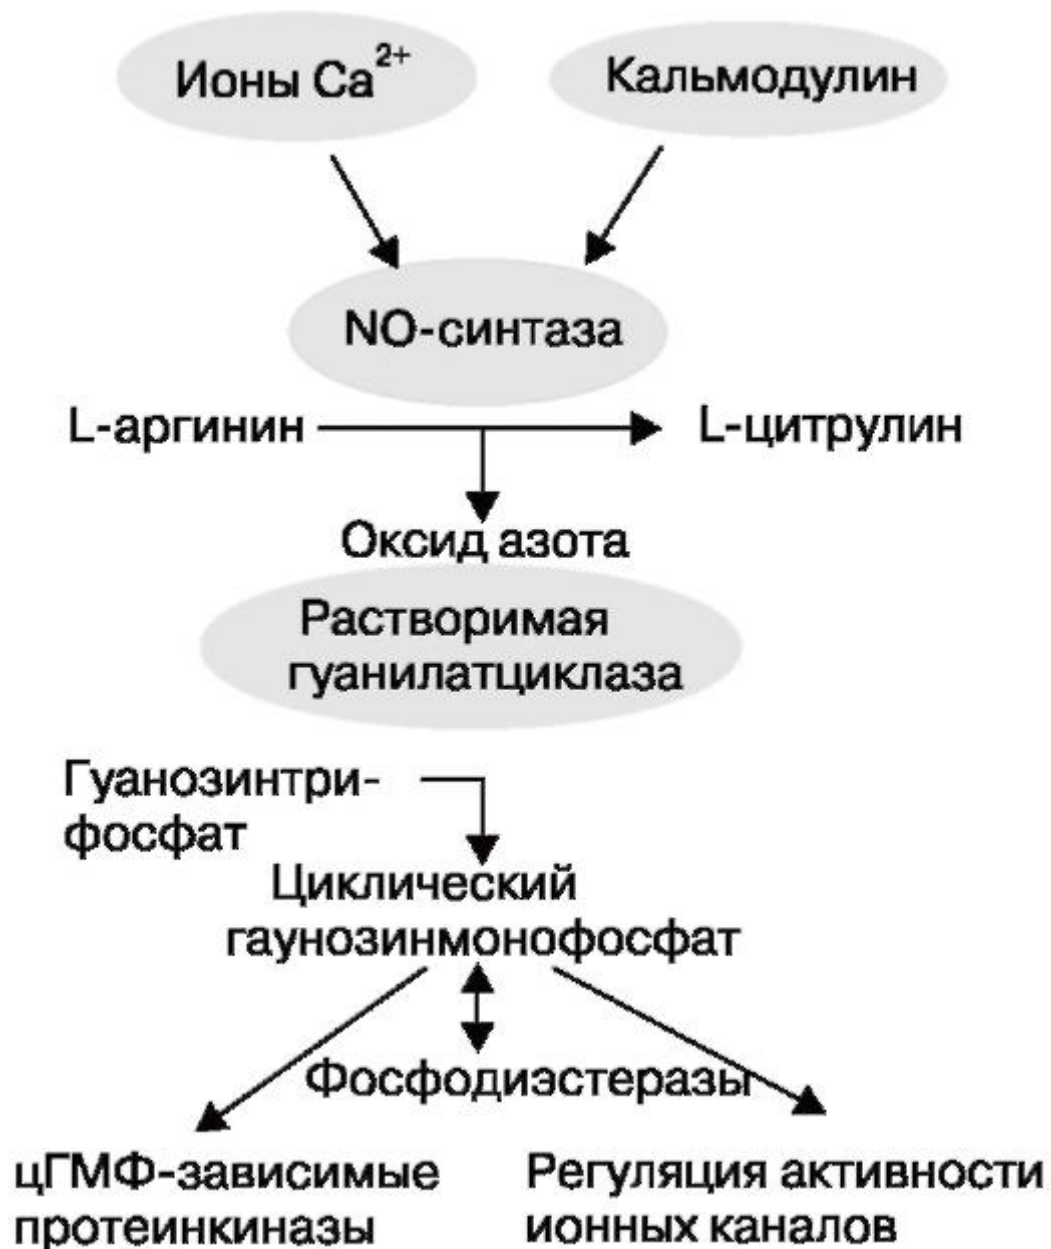 Ионы Ca²⁺
Кальмодулин
NO-синтаза
L-аргинин
L-цитрулин
Оксид азота
Растворимая
гуанилатциклаза
Гуанозинтри-
фосфат
Циклический
гаунозинмонофосфат
Фосфодиэстеразы
цГМФ-зависимые
протеинкиназы
Регуляция активности
ионных каналов